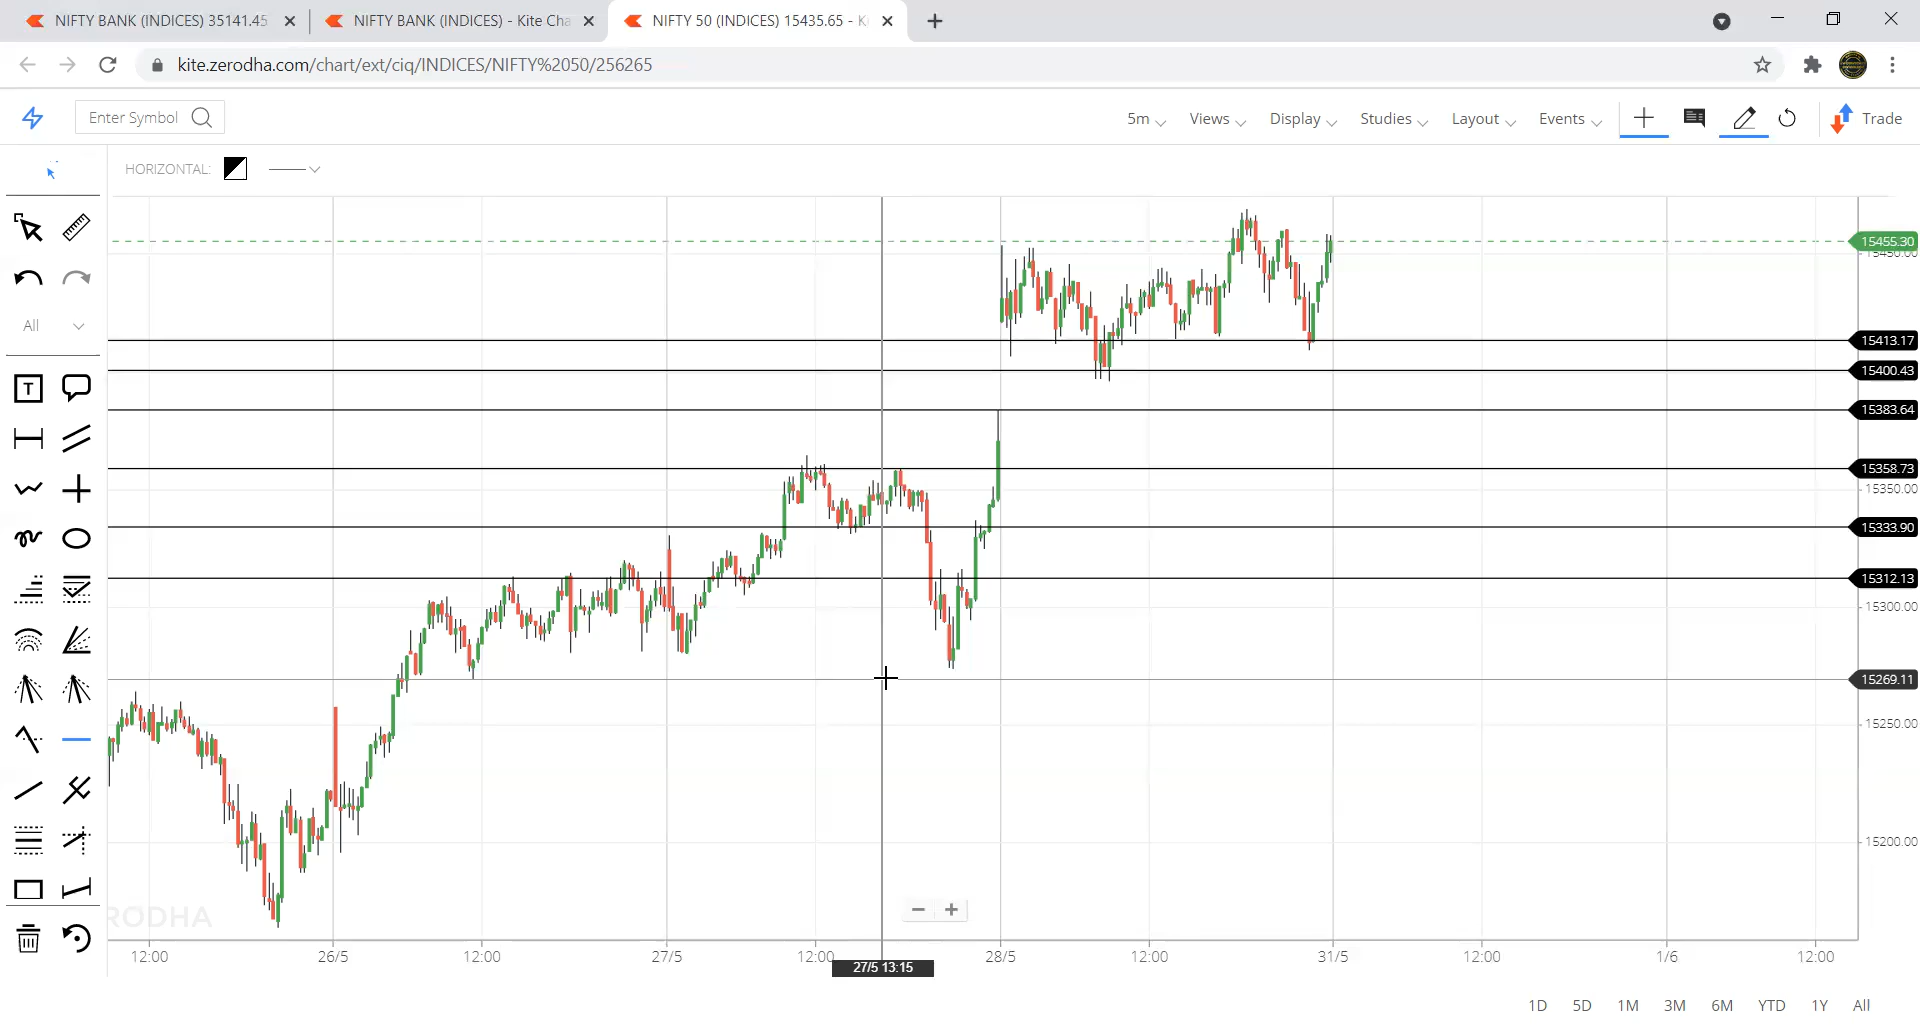 NIFTY BANK (INDICES) 35141.45
NIFTY BANK (INDICES) - Kite Cha
NIFTY 50 (INDICES) 15435.65 - K
kite.zerodha.com/chart/ext/ciq/INDICES/NIFTY%2050/256265
Enter Symbol
5m
Views
Display
Studies
Layout
Events
Trade
HORIZONTAL:
All
T
15455.30
15450.00
15413.17
15400.43
15383.64
15358.73
15350.00
15333.90
15312.13
15300.00
15269.11
15250.00
15200.00
RODHA
12:00
26/5
12:00
27/5
12:00
28/5
12:00
31/5
12:00
1/6
12:00
27/5 13:15
1D
5D
1M
3M
6M
YTD
1Y
All